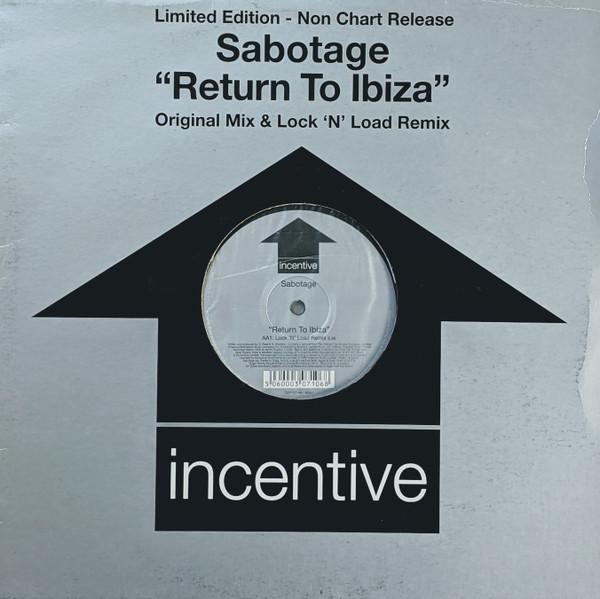 Limited Edition - Non Chart Release
Sabotage
“Return To Ibiza”
Original Mix & Lock ‘N’ Load Remix
incentive
Sabotage
“Return To Ibiza”
AA1: Lock 'N' Load Remix
5 060003 071068
incentive